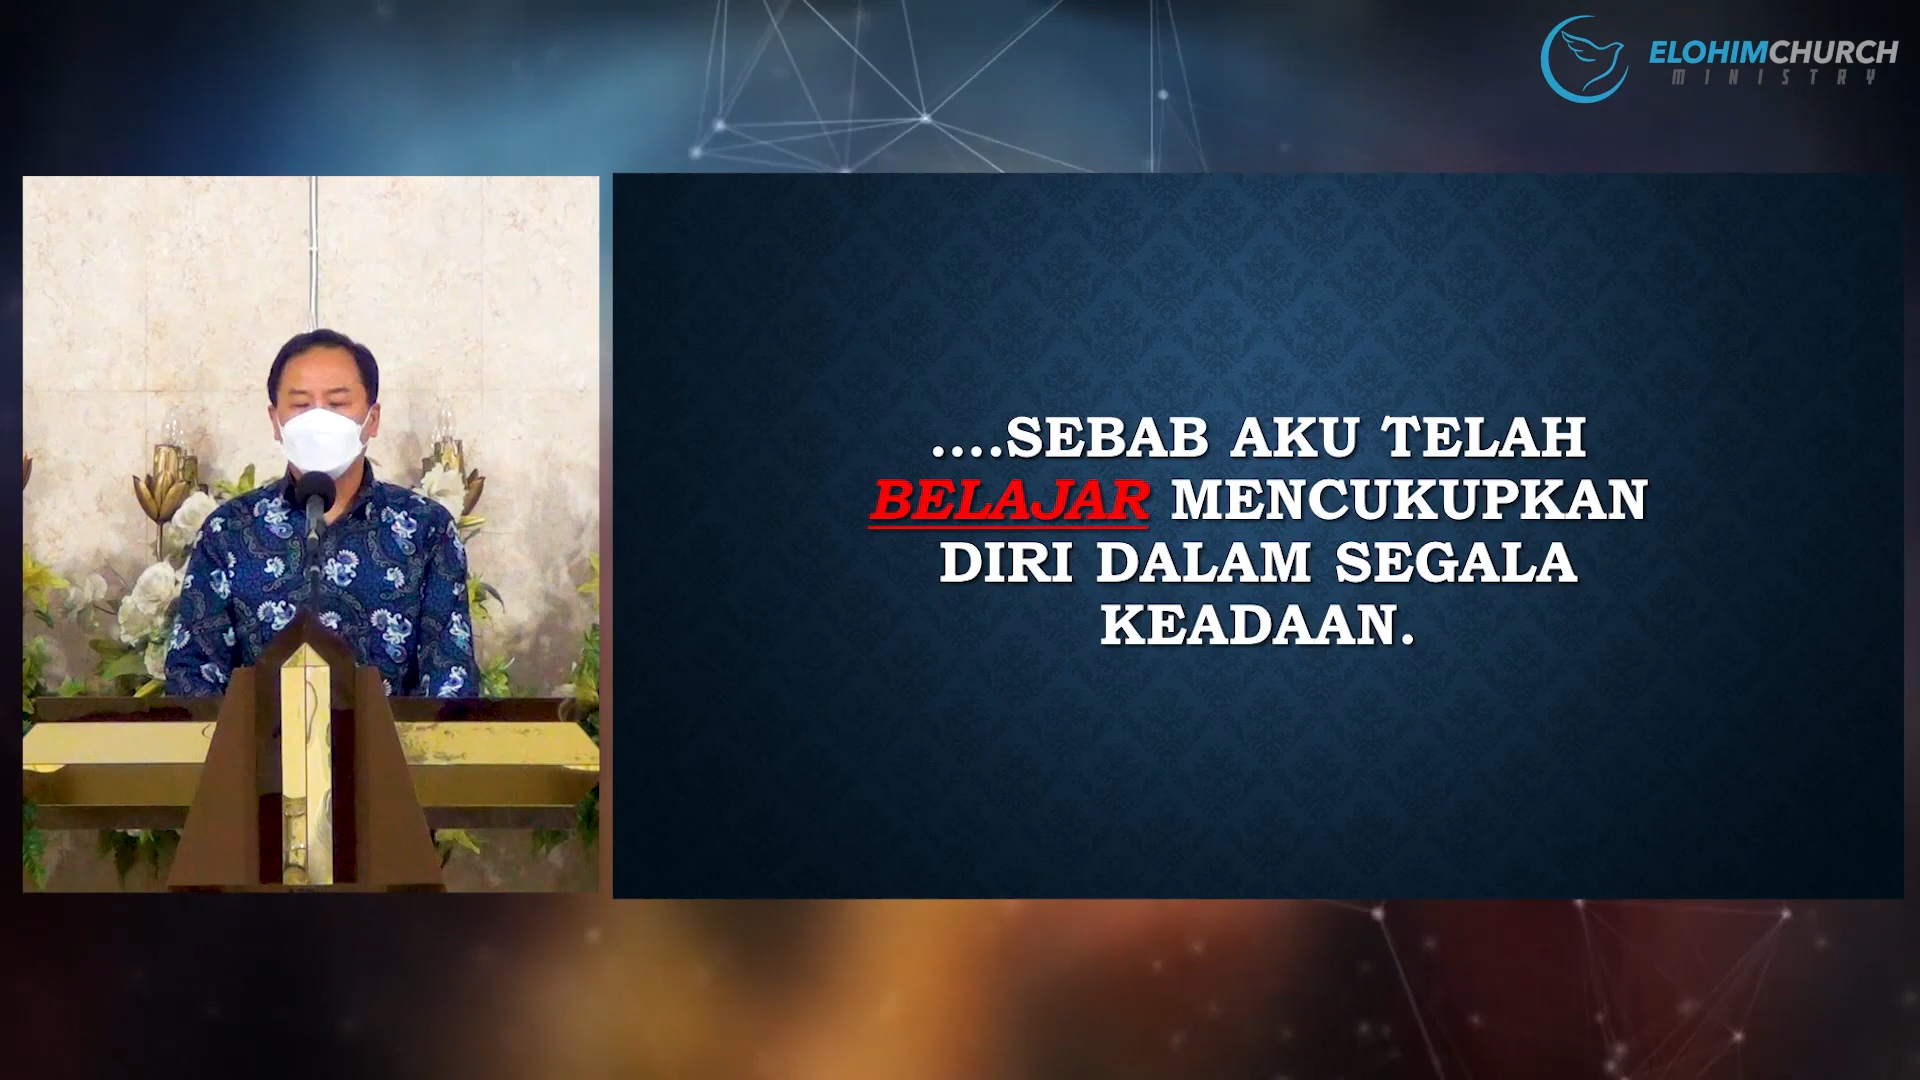 ELOHIMCHURCH
MINISTRY
....SEBAB AKU TELAH
BELAJAR MENCUKUPKAN
DIRI DALAM SEGALA
KEADAAN.